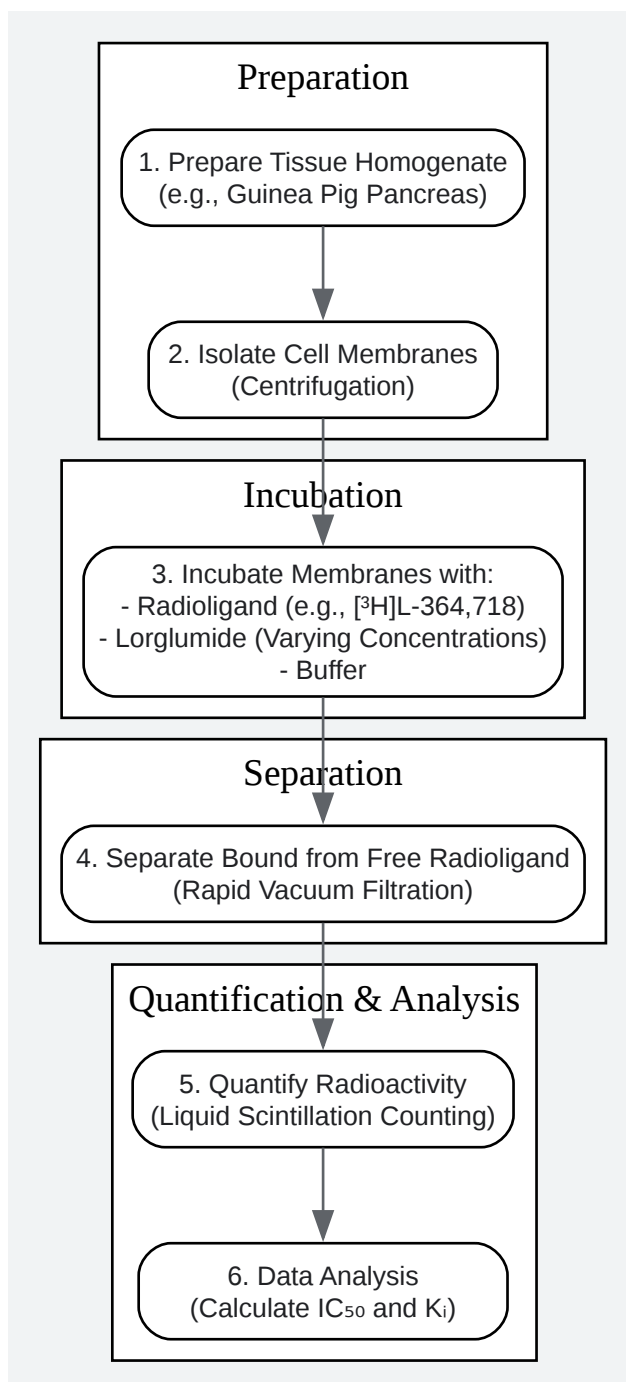 Preparation
1. Prepare Tissue Homogenate
(e.g., Guinea Pig Pancreas)
2. Isolate Cell Membranes
(Centrifugation)
Incubation
3. Incubate Membranes with:
- Radioligand (e.g., [³H]L-364,718)
- Lorglumide (Varying Concentrations)
- Buffer
Separation
4. Separate Bound from Free Radioligand
(Rapid Vacuum Filtration)
Quantification & Analysis
5. Quantify Radioactivity
(Liquid Scintillation Counting)
6. Data Analysis
(Calculate IC₅₀ and Kᵢ)